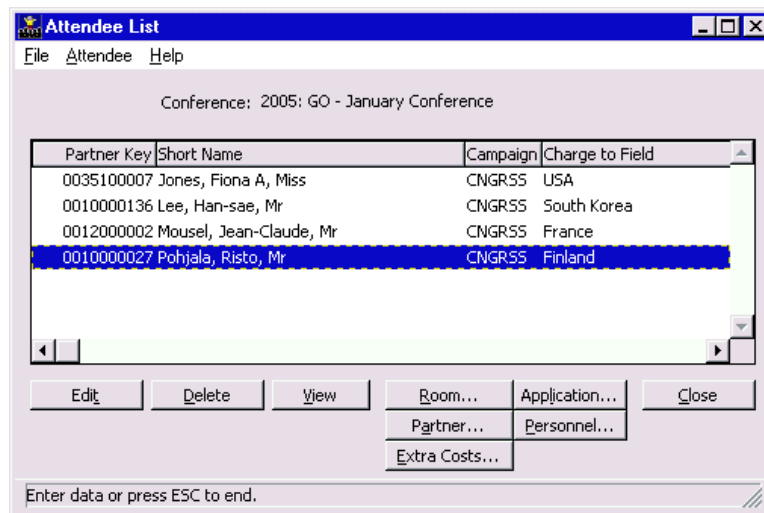 Attendee List
File Attendee Help
Conference: 2005: GO - January Conference
Partner Key Short Name Campaign Charge to Field
0035100007 Jones, Fiona A, Miss CNGRSS USA
0010000136 Lee, Han-sae, Mr CNGRSS South Korea
0012000002 Mousel, Jean-Claude, Mr CNGRSS France
0010000027 Pohjala, Risto, Mr CNGRSS Finland
Edit Delete View Room... Application... Close
Partner... Personnel...
Extra Costs...
Enter data or press ESC to end.